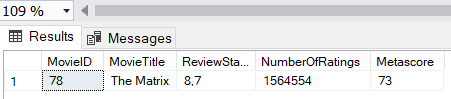 109 %
Results Messages
MovieID MovieTitle ReviewSta... NumberOfRatings Metascore
1 78 The Matrix 8,7 1564554 73